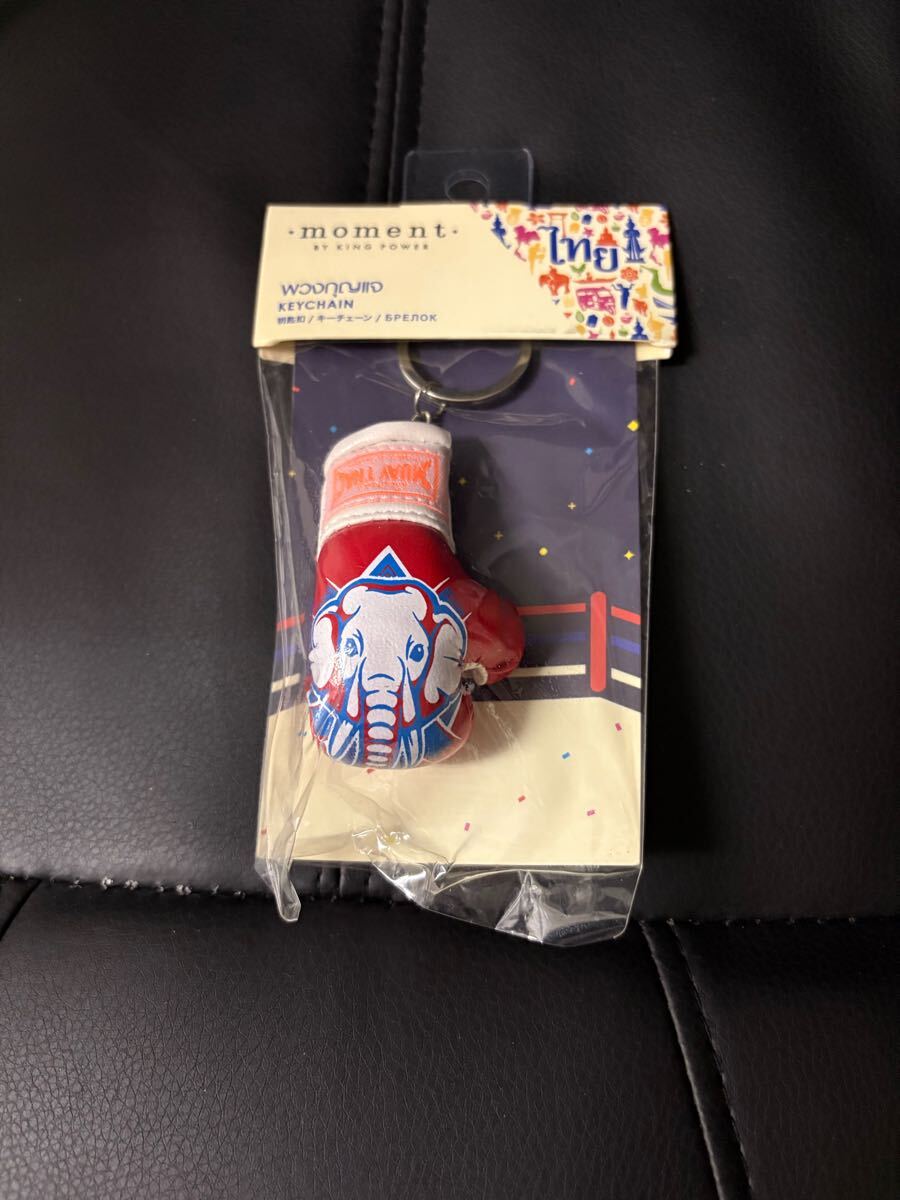 ·moment·
BY KING POWER
ไทย
พวงกุญแจ
KEYCHAIN
钥匙扣 / キーチェーン / БРЕЛОК
MUAY THAI